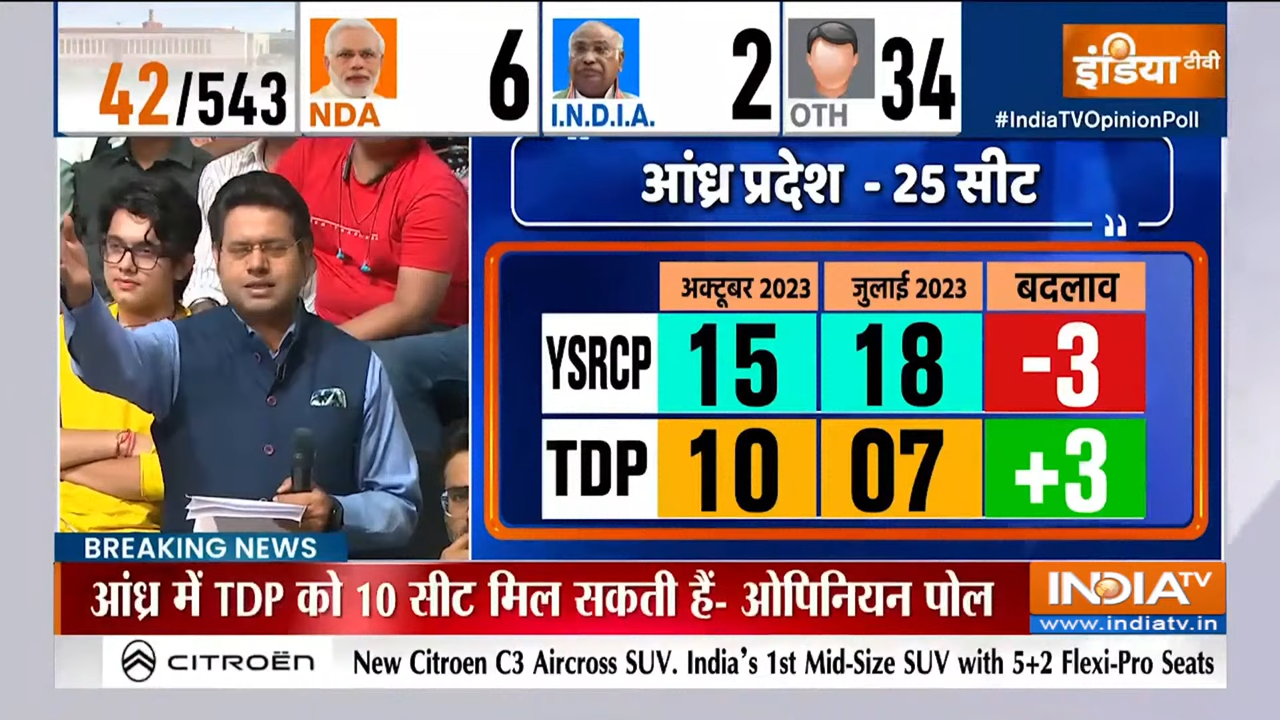 42/543
NDA
6
I.N.D.I.A.
2
OTH
34
इंडिया टीवी
#IndiaTVOpinionPoll
आंध्र प्रदेश - 25 सीट
अक्टूबर 2023 जुलाई 2023 बदलाव
YSRCP 15 18 -3
TDP 10 07 +3
BREAKING NEWS
आंध्र में TDP को 10 सीट मिल सकती हैं- ओपिनियन पोल
INDIA TV
www.indiatv.in
CITROËN New Citroen C3 Aircross SUV. India's 1st Mid-Size SUV with 5+2 Flexi-Pro Seats